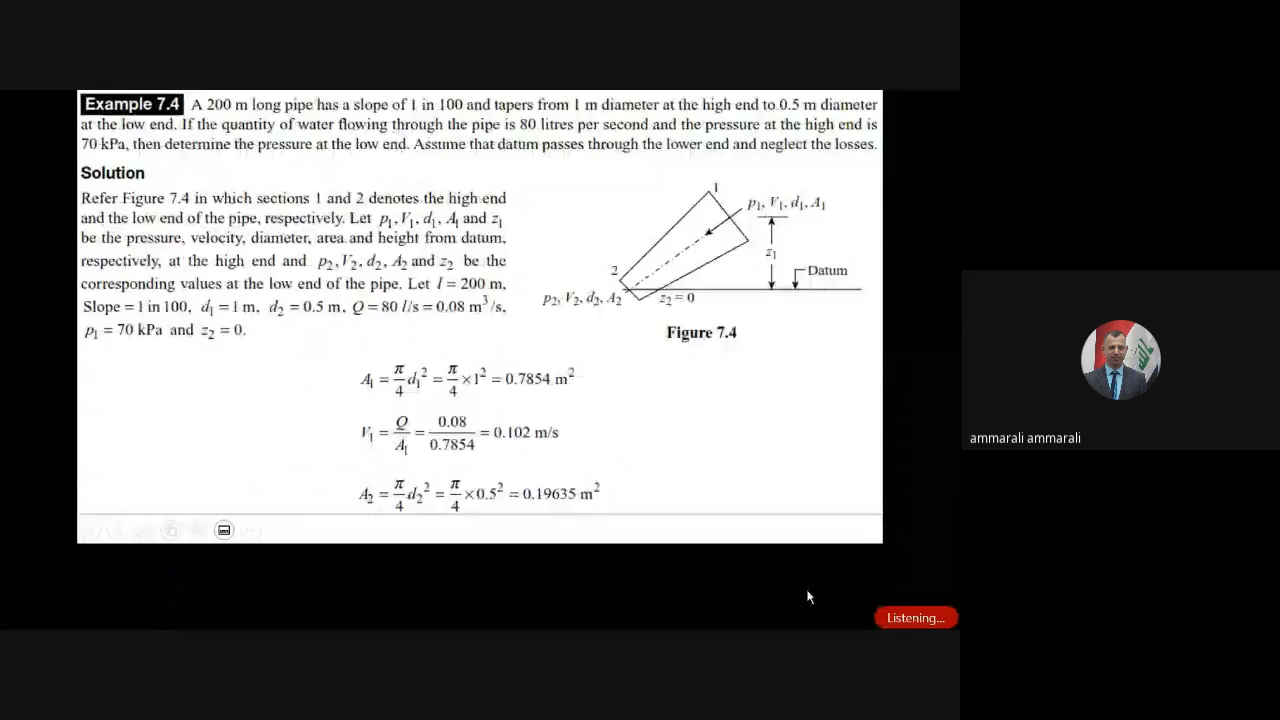 Example 7.4 A 200 m long pipe has a slope of 1 in 100 and tapers from 1 m diameter at the high end to 0.5 m diameter
at the low end. If the quantity of water flowing through the pipe is 80 litres per second and the pressure at the high end is
70 kPa, then determine the pressure at the low end. Assume that datum passes through the lower end and neglect the losses.
Solution
Refer Figure 7.4 in which sections 1 and 2 denotes the high end
and the low end of the pipe, respectively. Let p₁, V₁, d₁, A₁ and z₁
be the pressure, velocity, diameter, area and height from datum,
respectively, at the high end and p₂, V₂, d₂, A₂ and z₂ be the
corresponding values at the low end of the pipe. Let l = 200 m,
Slope = 1 in 100, d₁ = 1 m, d₂ = 0.5 m, Q = 80 l/s = 0.08 m³/s,
p₁ = 70 kPa and z₂ = 0.
1
p₁, V₁, d₁, A₁
z₁
Datum
2
p₂, V₂, d₂, A₂
z₂ = 0
Figure 7.4
A₁ = π/4 d₁² = π/4 × 1² = 0.7854 m²
V₁ = Q/A₁ = 0.08/0.7854 = 0.102 m/s
A₂ = π/4 d₂² = π/4 × 0.5² = 0.19635 m²
Listening...
ammarali ammarali